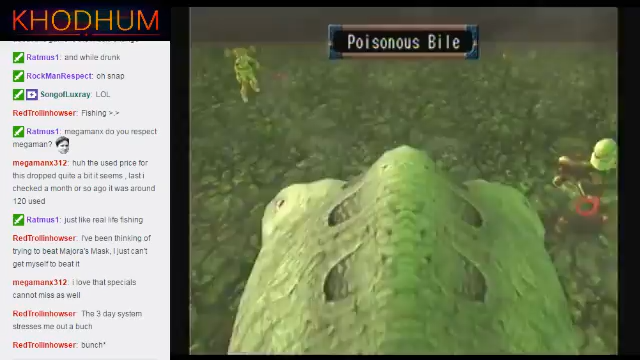 KHODHUM
Ratmus1: and while drunk
RockManRespect: oh snap
SongofLuxray: LOL
RedTrollinhowser: Fishing >.>
Ratmus1: megamanx do you respect
megaman?
megamanx312: huh the used price for
this dropped quite a bit it seems , last i
checked a month or so ago it was around
120 used
Ratmus1: just like real life fishing
RedTrollinhowser: I've been thinking of
trying to beat Majora's Mask, I just can't
get myself to beat it
megamanx312: i love that specials
cannot miss as well
RedTrollinhowser: The 3 day system
stresses me out a buch
RedTrollinhowser: bunch*
Poisonous Bile